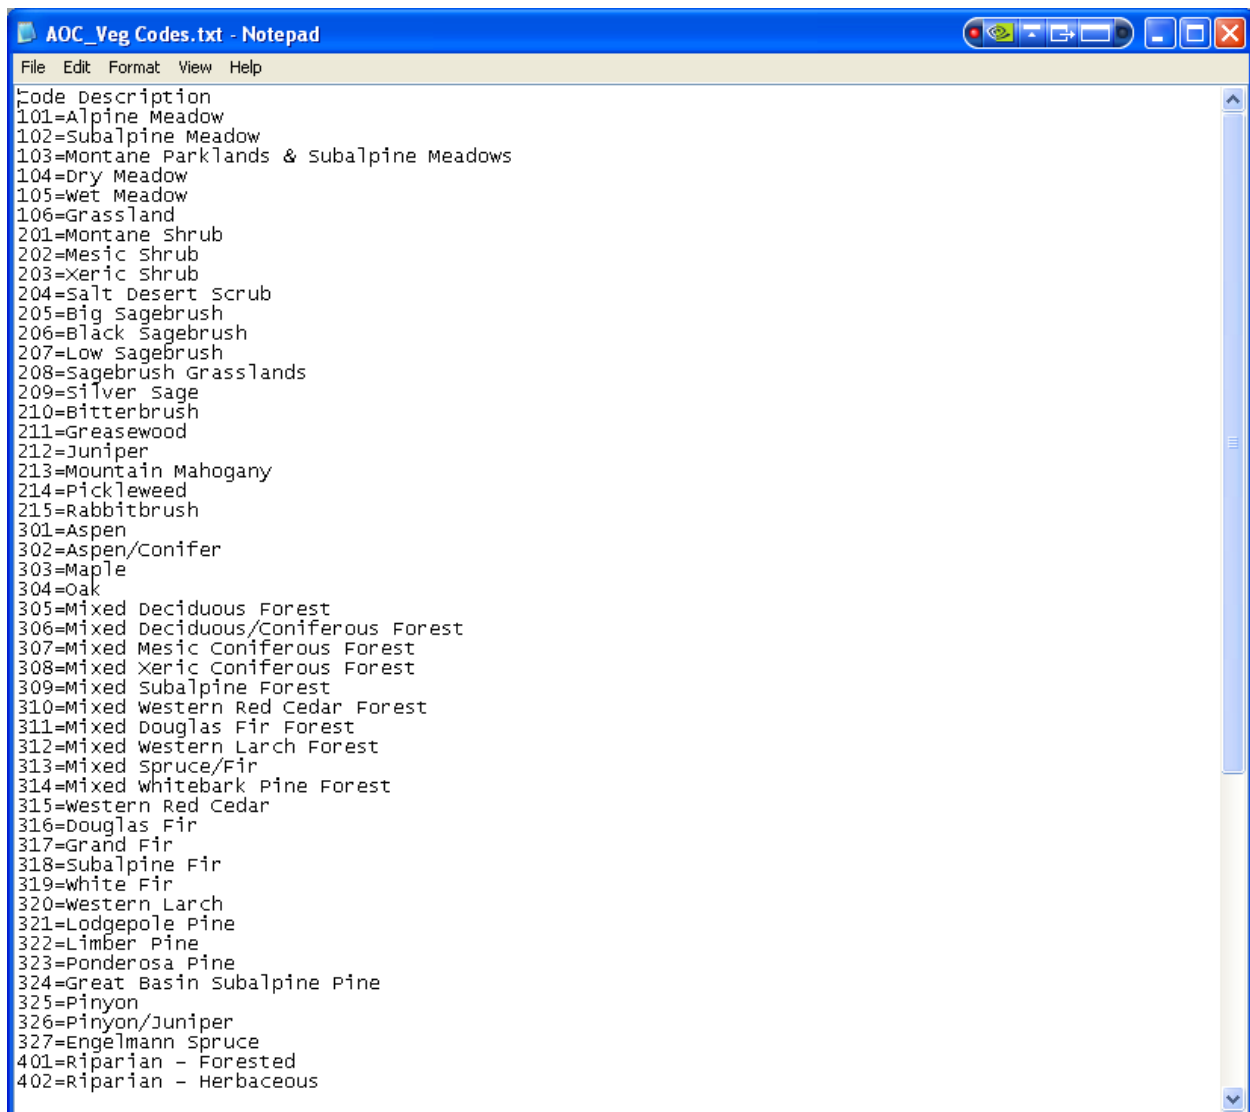 AOC_Veg Codes.txt - Notepad
File Edit Format View Help
Code Description
101=Alpine Meadow
102=Subalpine Meadow
103=Montane Parklands & Subalpine Meadows
104=Dry Meadow
105=Wet Meadow
106=Grassland
201=Montane Shrub
202=Mesic Shrub
203=Xeric Shrub
204=Salt Desert Scrub
205=Big Sagebrush
206=Black Sagebrush
207=Low Sagebrush
208=Sagebrush Grasslands
209=Silver Sage
210=Bitterbrush
211=Greasewood
212=Juniper
213=Mountain Mahogany
214=Pickleweed
215=Rabbitbrush
301=Aspen
302=Aspen/Conifer
303=Maple
304=Oak
305=Mixed Deciduous Forest
306=Mixed Deciduous/Coniferous Forest
307=Mixed Mesic Coniferous Forest
308=Mixed Xeric Coniferous Forest
309=Mixed Subalpine Forest
310=Mixed Western Red Cedar Forest
311=Mixed Douglas Fir Forest
312=Mixed Western Larch Forest
313=Mixed Spruce/Fir
314=Mixed Whitebark Pine Forest
315=Western Red Cedar
316=Douglas Fir
317=Grand Fir
318=Subalpine Fir
319=White Fir
320=Western Larch
321=Lodgepole Pine
322=Limber Pine
323=Ponderosa Pine
324=Great Basin Subalpine Pine
325=Pinyon
326=Pinyon/Juniper
327=Engelmann Spruce
401=Riparian – Forested
402=Riparian – Herbaceous